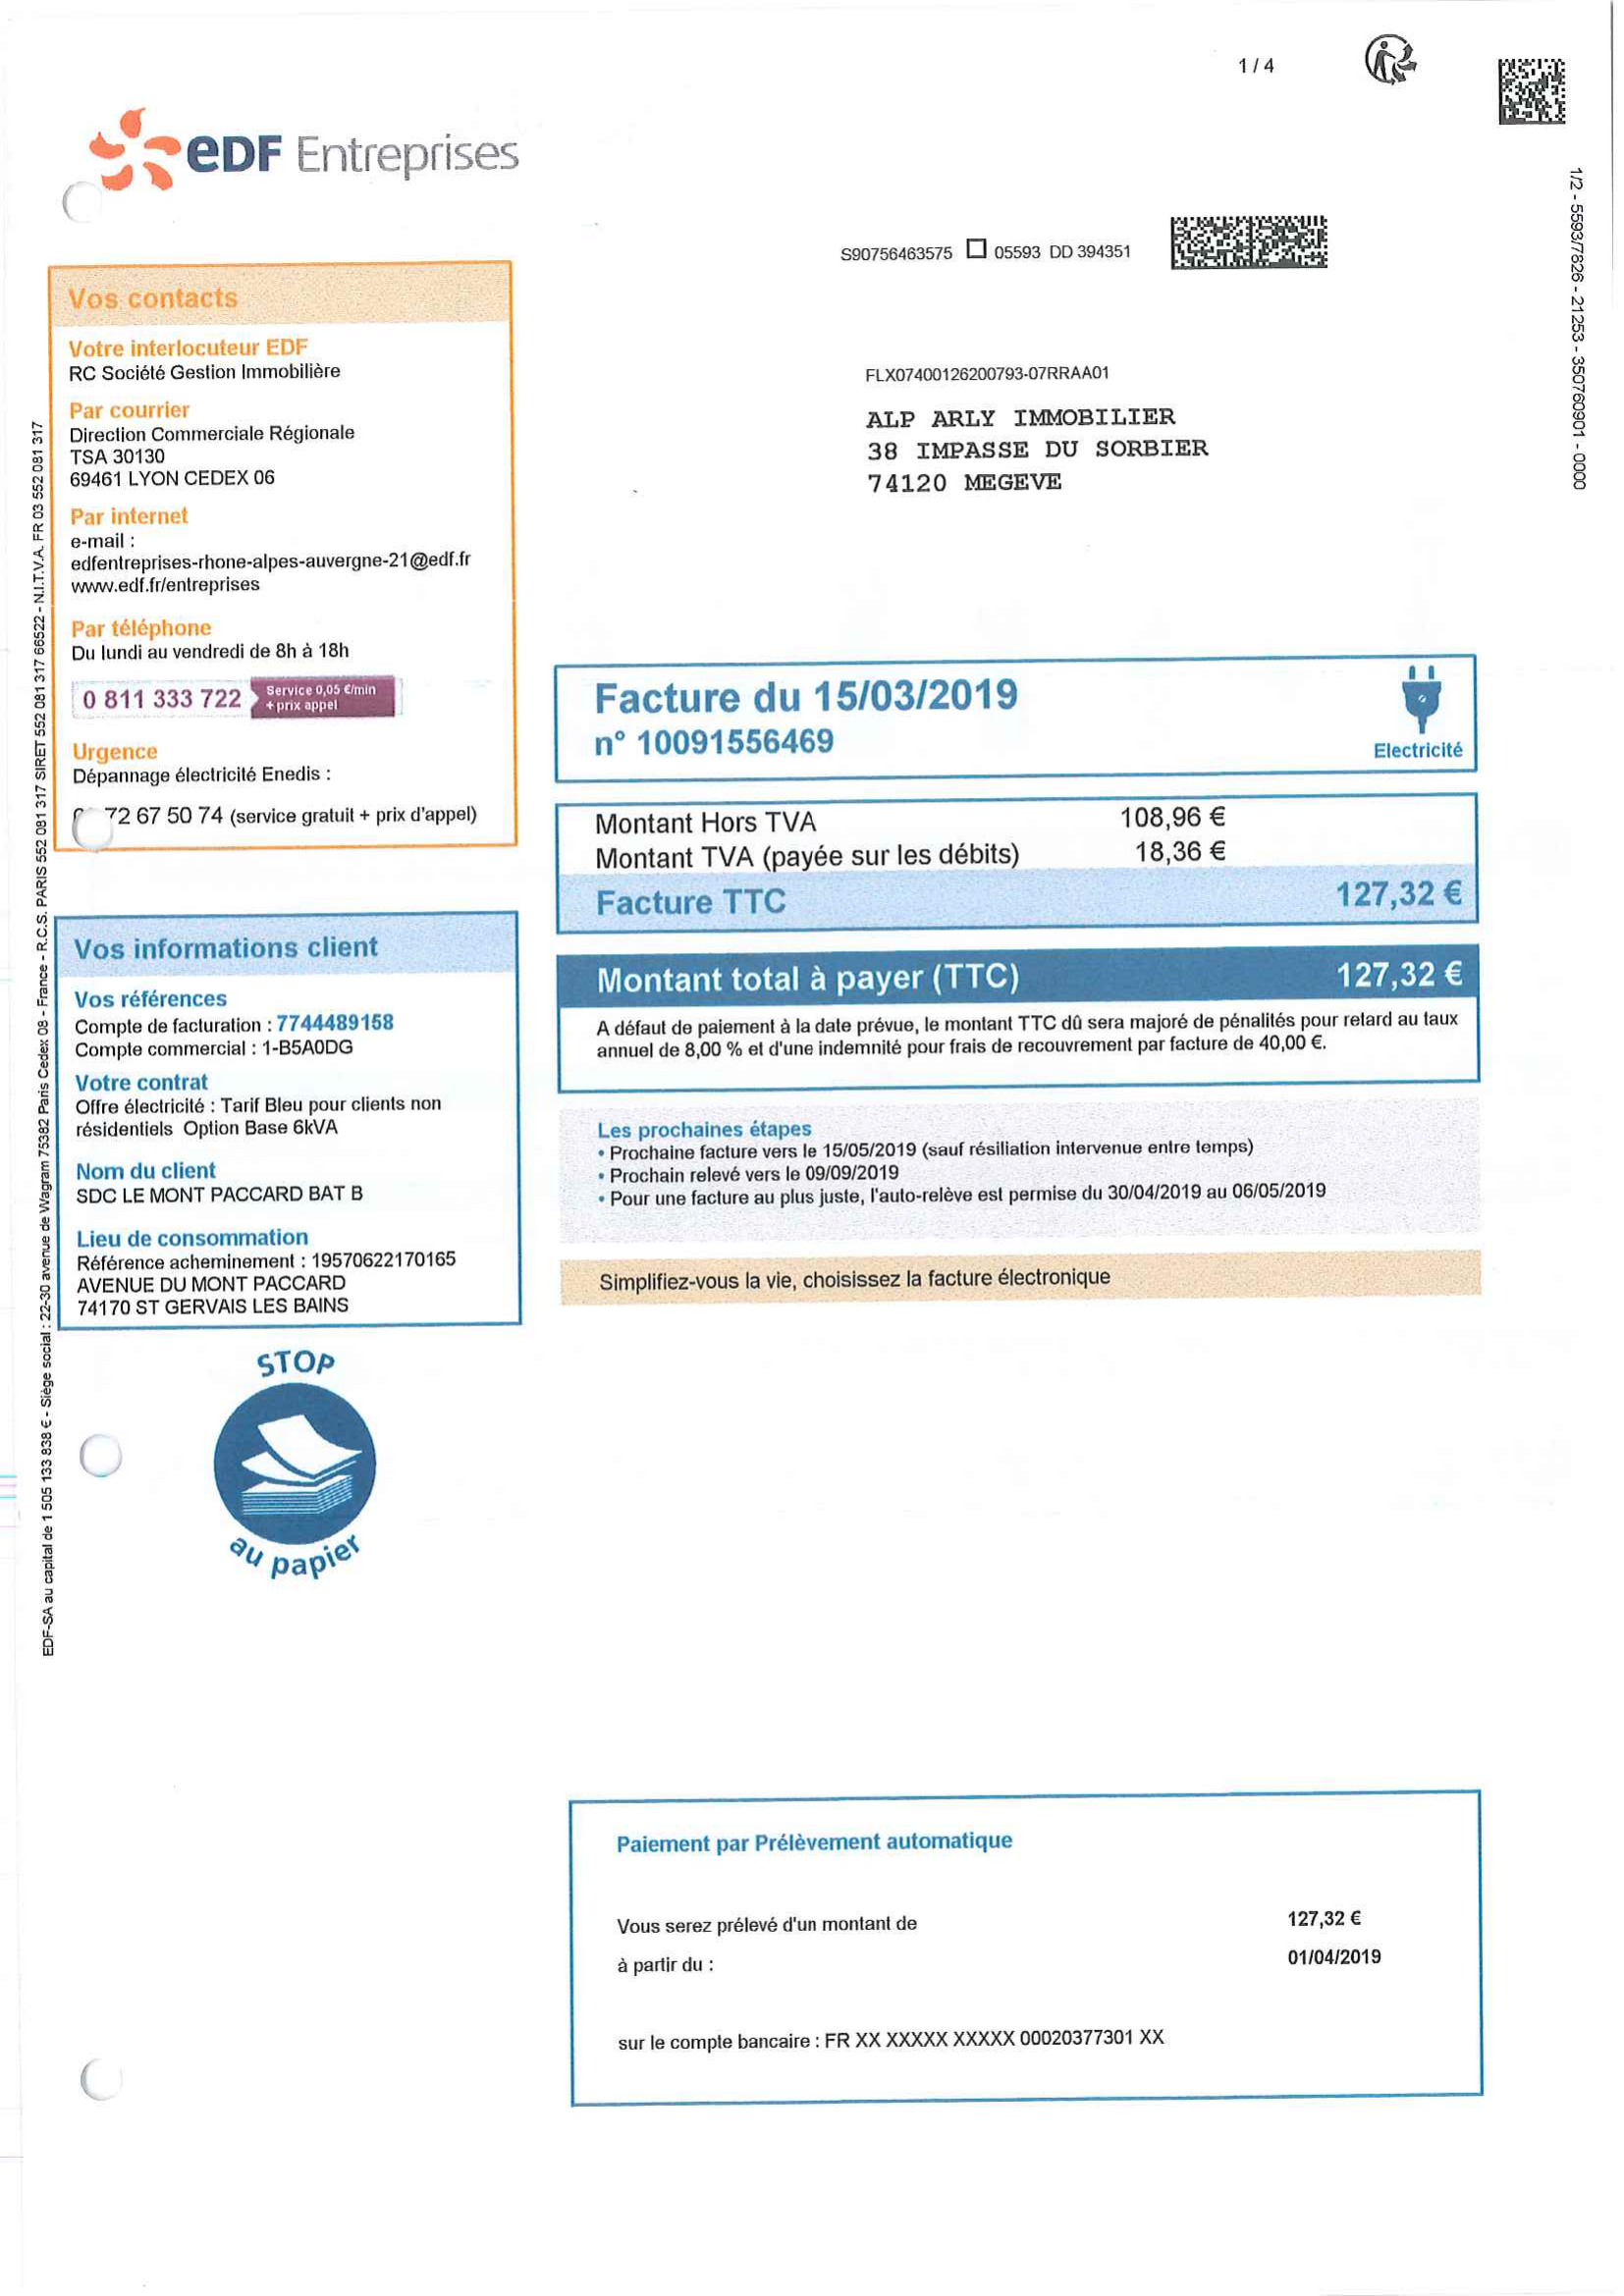 1 / 4
eDF Entreprises
S90756463575 05593 DD 394351
1/2 - 5593/7826 - 21253 - 350760901 - 0000
FLX07400126200793-07RRAA01
ALP ARLY IMMOBILIER
38 IMPASSE DU SORBIER
74120 MEGEVE
Vos contacts
Votre interlocuteur EDF
RC Société Gestion Immobilière
Par courrier
Direction Commerciale Régionale
TSA 30130
69461 LYON CEDEX 06
Par internet
e-mail :
edfentreprises-rhone-alpes-auvergne-21@edf.fr
www.edf.fr/entreprises
Par téléphone
Du lundi au vendredi de 8h à 18h
0 811 333 722 Service 0,05 €/min
+ prix appel
Urgence
Dépannage électricité Enedis :
72 67 50 74 (service gratuit + prix d'appel)
Facture du 15/03/2019
n° 10091556469
Electricité
Montant Hors TVA 108,96 €
Montant TVA (payée sur les débits) 18,36 €
Facture TTC 127,32 €
Montant total à payer (TTC) 127,32 €
A défaut de paiement à la date prévue, le montant TTC dû sera majoré de pénalités pour retard au taux
annuel de 8,00 % et d'une indemnité pour frais de recouvrement par facture de 40,00 €.
Les prochaines étapes
• Prochaine facture vers le 15/05/2019 (sauf résiliation intervenue entre temps)
• Prochain relevé vers le 09/09/2019
• Pour une facture au plus juste, l'auto-relève est permise du 30/04/2019 au 06/05/2019
Simplifiez-vous la vie, choisissez la facture électronique
Vos informations client
Vos références
Compte de facturation : 7744489158
Compte commercial : 1-B5A0DG
Votre contrat
Offre électricité : Tarif Bleu pour clients non
résidentiels Option Base 6kVA
Nom du client
SDC LE MONT PACCARD BAT B
Lieu de consommation
Référence acheminement : 19570622170165
AVENUE DU MONT PACCARD
74170 ST GERVAIS LES BAINS
STOP
au papier
EDF-SA au capital de 1 505 133 838 € - Siège social : 22-30 avenue de Wagram 75382 Paris Cedex 08 - France - R.C.S. PARIS 552 081 317 SIRET 552 081 317 66522 - N.I.T.V.A. FR 03 552 081 317
Paiement par Prélèvement automatique
Vous serez prélevé d'un montant de 127,32 €
à partir du : 01/04/2019
sur le compte bancaire : FR XX XXXXX XXXXX 00020377301 XX